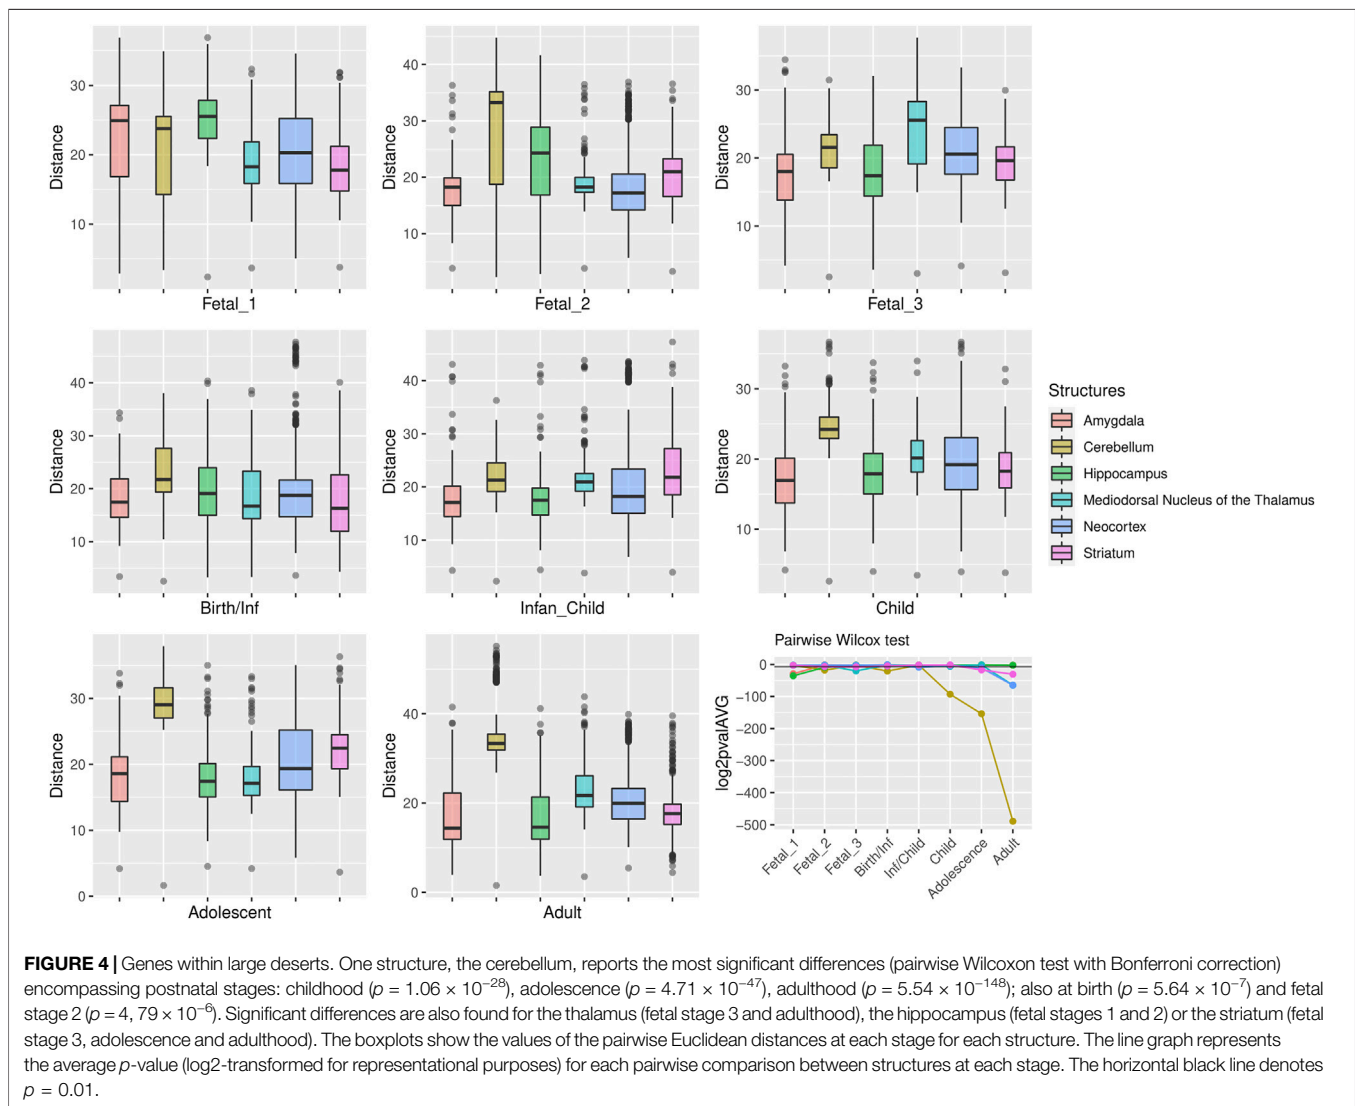 Distance
30
20
10
Fetal_1
Distance
40
30
20
10
Fetal_2
Distance
30
20
10
Fetal_3
Distance
40
30
20
10
Birth/Inf
Distance
40
30
20
10
Infan_Child
Distance
30
20
10
Child
Structures
Amygdala
Cerebellum
Hippocampus
Mediodorsal Nucleus of the Thalamus
Neocortex
Striatum
Distance
30
20
10
0
Adolescent
Distance
40
20
0
Adult
Pairwise Wilcox test
log2pvalAVG
0
−100
−200
−300
−400
−500
Fetal_1
Fetal_2
Fetal_3
Birth/Inf
Inf/Child
Child
Adolescence
Adult
FIGURE 4 | Genes within large deserts. One structure, the cerebellum, reports the most significant differences (pairwise Wilcoxon test with Bonferroni correction)
encompassing postnatal stages: childhood (p = 1.06 × 10⁻²⁸), adolescence (p = 4.71 × 10⁻⁴⁷), adulthood (p = 5.54 × 10⁻¹⁴⁸); also at birth (p = 5.64 × 10⁻⁷) and fetal
stage 2 (p = 4, 79 × 10⁻⁶). Significant differences are also found for the thalamus (fetal stage 3 and adulthood), the hippocampus (fetal stages 1 and 2) or the striatum (fetal
stage 3, adolescence and adulthood). The boxplots show the values of the pairwise Euclidean distances at each stage for each structure. The line graph represents
the average p-value (log2-transformed for representational purposes) for each pairwise comparison between structures at each stage. The horizontal black line denotes
p = 0.01.